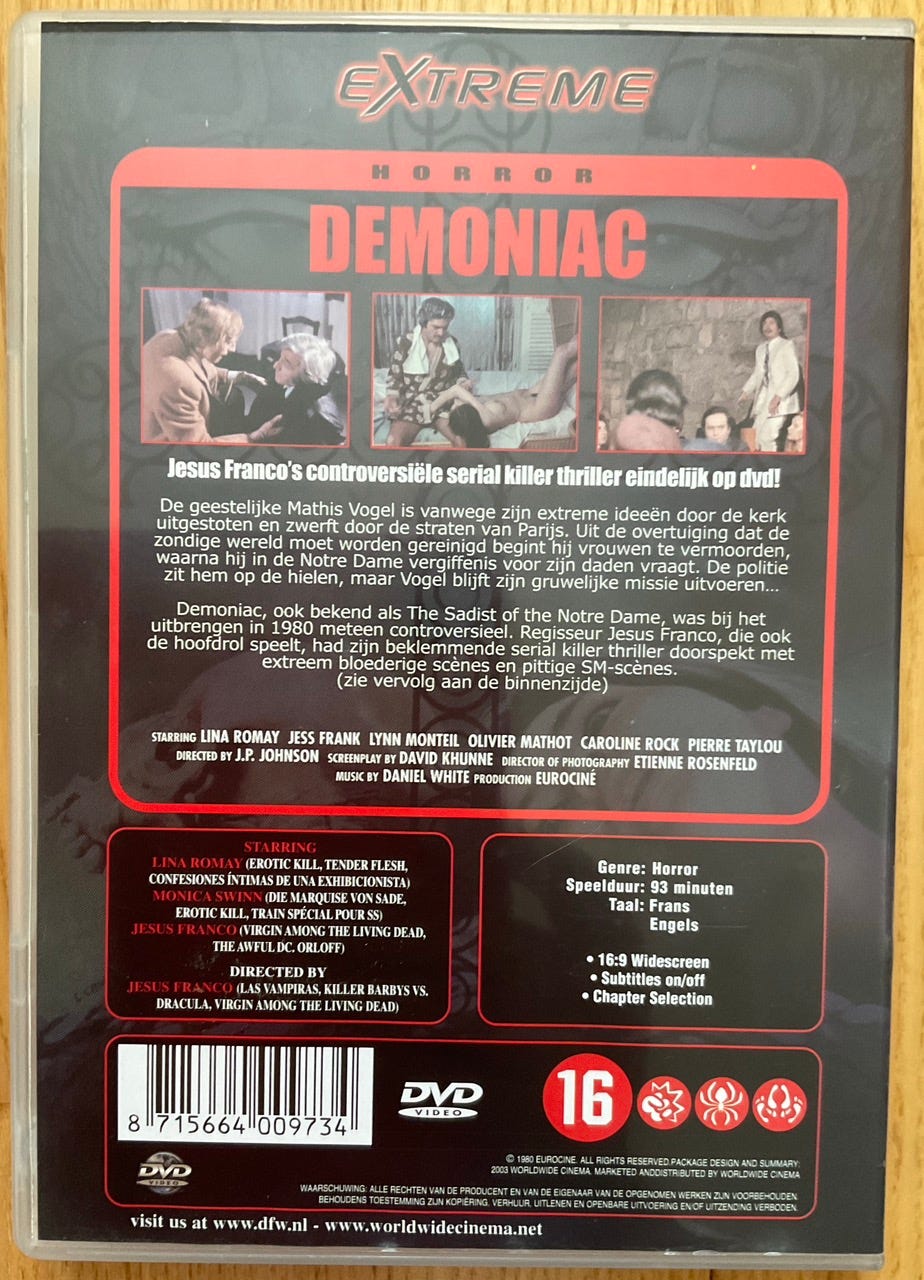 EXTREME
HORROR
DEMONIAC
Jesus Franco's controversiële serial killer thriller eindelijk op dvd!
De geestelijke Mathis Vogel is vanwege zijn extreme ideeën door de kerk
uitgestoten en zwerft door de straten van Parijs. Uit de overtuiging dat de
zondige wereld moet worden gereinigd begint hij vrouwen te vermoorden,
waarna hij in de Notre Dame vergiffenis voor zijn daden vraagt. De politie
zit hem op de hielen, maar Vogel blijft zijn gruwelijke missie uitvoeren...
Demoniac, ook bekend als The Sadist of the Notre Dame, was bij het
uitbrengen in 1980 meteen controversieel. Regisseur Jesus Franco, die ook
de hoofdrol speelt, had zijn beklemmende serial killer thriller doorspekt met
extreem bloederige scènes en pittige SM-scènes.
(zie vervolg aan de binnenzijde)
STARRING LINA ROMAY JESS FRANK LYNN MONTEIL OLIVIER MATHOT CAROLINE ROCK PIERRE TAYLOU
DIRECTED BY J.P. JOHNSON SCREENPLAY BY DAVID KHUNNE DIRECTOR OF PHOTOGRAPHY ETIENNE ROSENFELD
MUSIC BY DANIEL WHITE PRODUCTION EUROCINÉ
STARRING
LINA ROMAY (EROTIC KILL, TENDER FLESH,
CONFESIONES ÍNTIMAS DE UNA EXHIBICIONISTA)
MONICA SWINN (DIE MARQUISE VON SADE,
EROTIC KILL, TRAIN SPÉCIAL POUR SS)
JESUS FRANCO (VIRGIN AMONG THE LIVING DEAD,
THE AWFUL DC. ORLOFF)
DIRECTED BY
JESUS FRANCO (LAS VAMPIRAS, KILLER BARBYS VS.
DRACULA, VIRGIN AMONG THE LIVING DEAD)
Genre: Horror
Speelduur: 93 minuten
Taal: Frans
Engels
• 16:9 Widescreen
• Subtitles on/off
• Chapter Selection
8 715664 009734
DVD
VIDEO
16
DVD
VIDEO
© 1980 EUROCINE. ALL RIGHTS RESERVED.PACKAGE DESIGN AND SUMMARY:
2003 WORLDWIDE CINEMA. MARKETED ANDDISTRIBUTED BY WORLDWIDE CINEMA
WAARSCHUWING: ALLE RECHTEN VAN DE PRODUCENT EN VAN DE EIGENAAR VAN DE OPGENOMEN WERKEN ZIJN VOORBEHOUDEN.
BEHOUDENS TOESTEMMING ZIJN KOPIËRING, VERHUUR, UITLENEN EN OPENBARE UITVOERING EN/OF UITZENDING VERBODEN.
visit us at www.dfw.nl - www.worldwidecinema.net